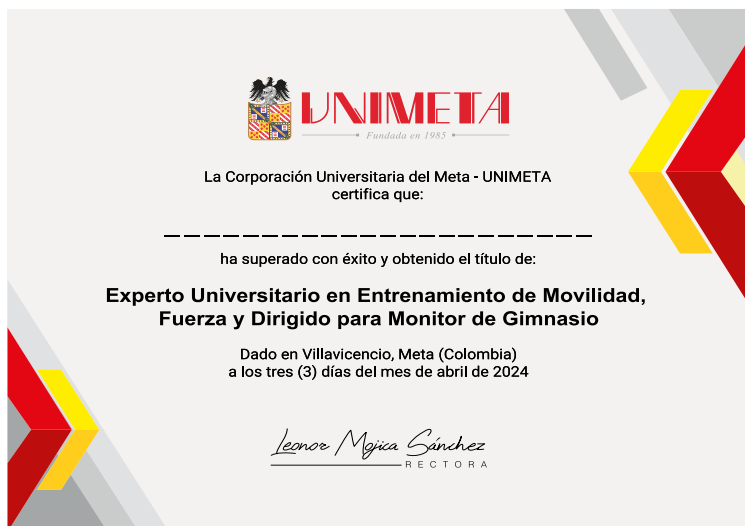 UNIMETA
Fundada en 1985
La Corporación Universitaria del Meta - UNIMETA
certifica que:
ha superado con éxito y obtenido el título de:
Experto Universitario en Entrenamiento de Movilidad,
Fuerza y Dirigido para Monitor de Gimnasio
Dado en Villavicencio, Meta (Colombia)
a los tres (3) días del mes de abril de 2024
Leonor Mojica Sánchez
RECTORA